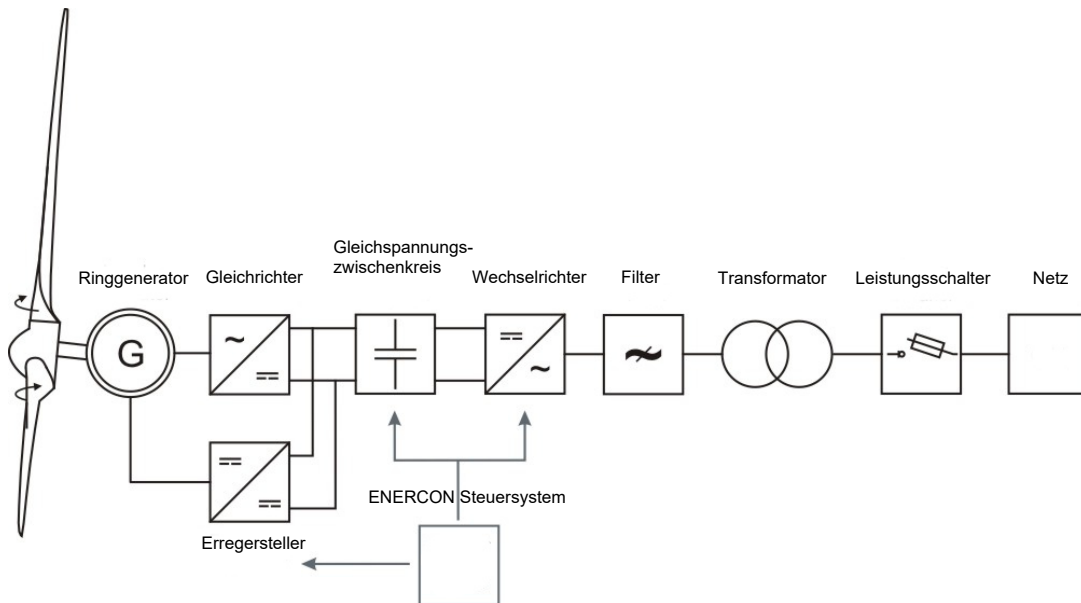 Gleichspannungs-
zwischenkreis
Ringgenerator
Gleichrichter
Wechselrichter
Filter
Transformator
Leistungsschalter
Netz
G
ENERCON Steuersystem
Erregersteller